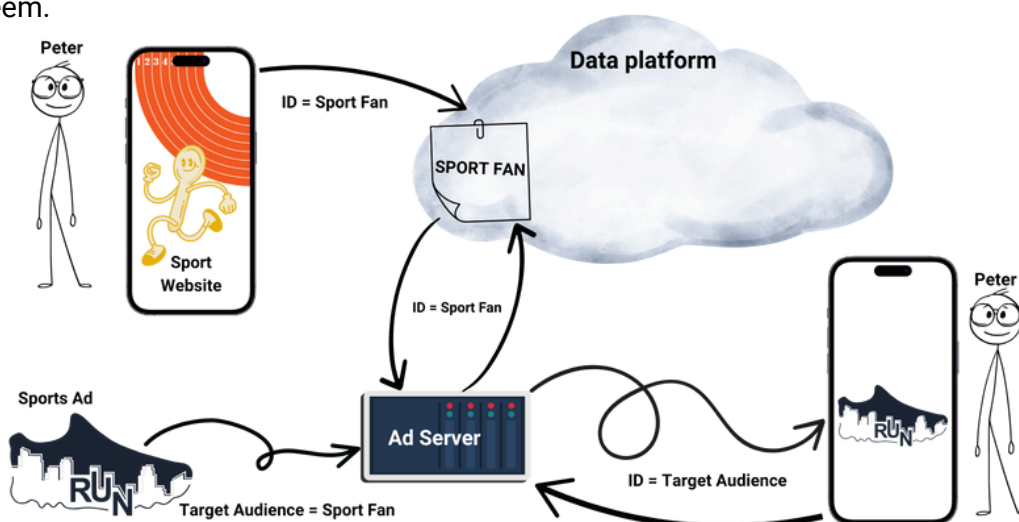 eem.
Peter
1 2 3 4
Data platform
ID = Sport Fan
SPORT FAN
Sport
Website
ID = Sport Fan
Peter
Sports Ad
RUN
Ad Server
RUN
ID = Target Audience
Target Audience = Sport Fan